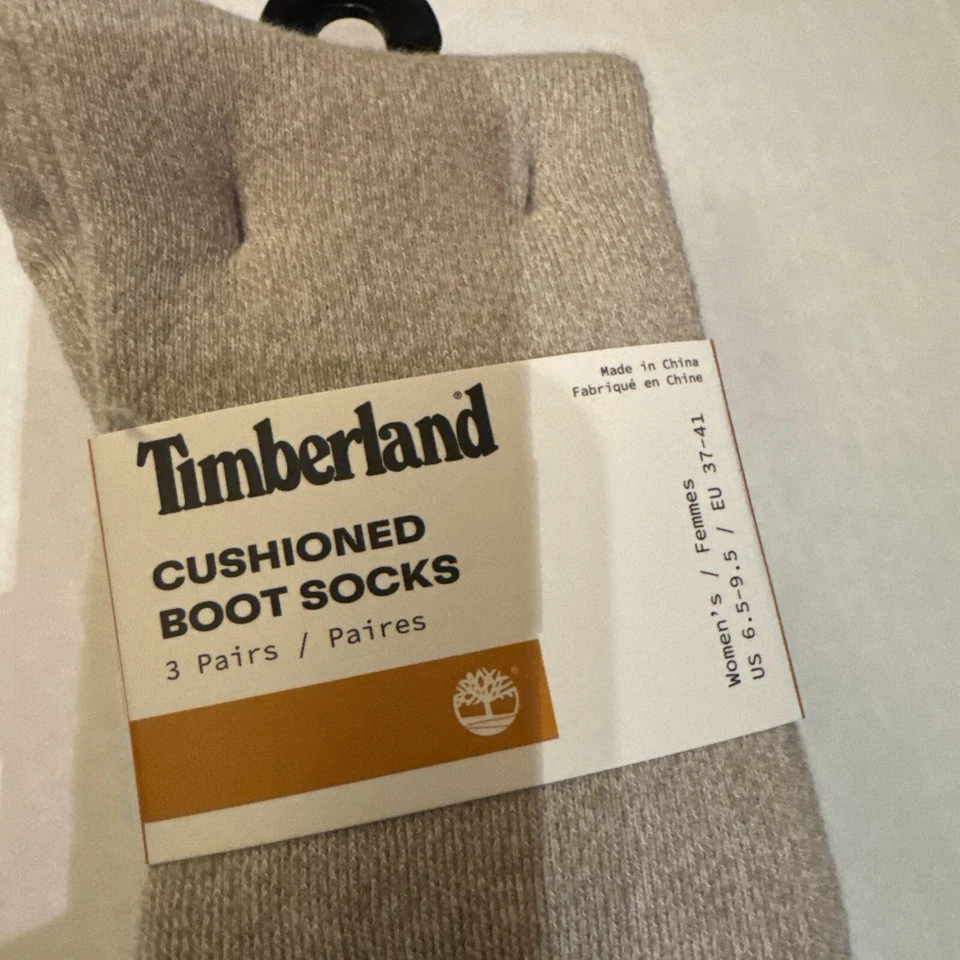 Timberland®
CUSHIONED
BOOT SOCKS
3 Pairs / Paires
Made in China
Fabriqué en Chine
Women's / Femmes
US 6.5-9.5 / EU 37-41
®